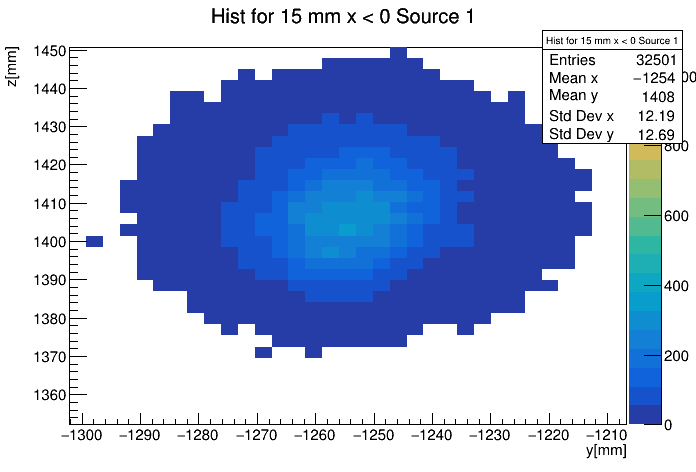 Hist for 15 mm x < 0 Source 1
z[mm]
1450
1440
1430
1420
1410
1400
1390
1380
1370
1360
Hist for 15 mm x < 0 Source 1
Entries 32501
Mean x −1254
Mean y 1408
Std Dev x 12.19
Std Dev y 12.69
800
600
400
200
0
−1300 −1290 −1280 −1270 −1260 −1250 −1240 −1230 −1220 −1210
y[mm]